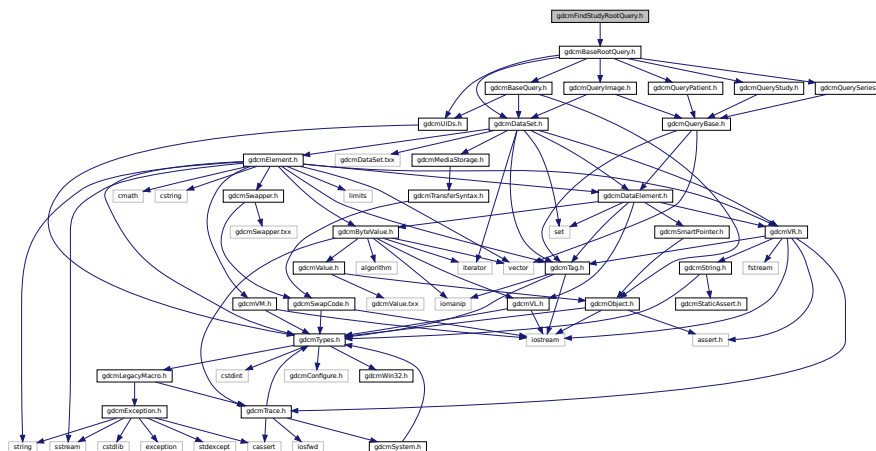 gdcmFindStudyRootQuery.h
gdcmBaseRootQuery.h
gdcmBaseQuery.h
gdcmQueryImage.h
gdcmQueryPatient.h
gdcmQueryStudy.h
gdcmQuerySeries
gdcmUIDs.h
gdcmDataSet.h
gdcmQueryBase.h
gdcmElement.h
gdcmDataSet.txx
gdcmMediaStorage.h
cmath
cstring
gdcmSwapper.h
limits
gdcmTransferSyntax.h
gdcmDataElement.h
gdcmSwapper.txx
gdcmByteValue.h
set
gdcmSmartPointer.h
gdcmVR.h
gdcmValue.h
algorithm
iterator
vector
gdcmTag.h
gdcmString.h
fstream
gdcmVM.h
gdcmSwapCode.h
gdcmValue.txx
iomanip
gdcmVL.h
gdcmObject.h
gdcmStaticAssert.h
gdcmTypes.h
iostream
assert.h
gdcmLegacyMacro.h
cstdint
gdcmConfigure.h
gdcmWin32.h
gdcmException.h
gdcmTrace.h
string
sstream
cstdlib
exception
stdexcept
cassert
iosfwd
gdcmSystem.h